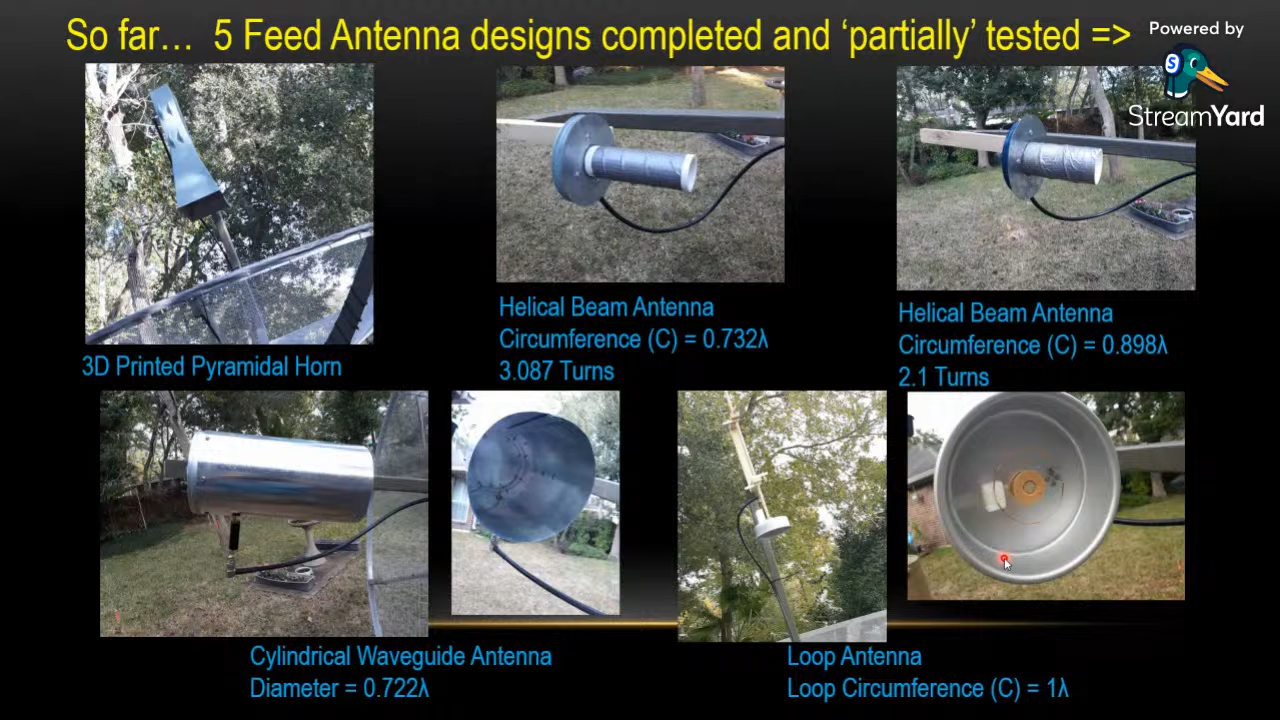 So far... 5 Feed Antenna designs completed and ‘partially’ tested =>
Powered by
S
StreamYard
3D Printed Pyramidal Horn
Helical Beam Antenna
Circumference (C) = 0.732λ
3.087 Turns
Helical Beam Antenna
Circumference (C) = 0.898λ
2.1 Turns
Cylindrical Waveguide Antenna
Diameter = 0.722λ
Loop Antenna
Loop Circumference (C) = 1λ